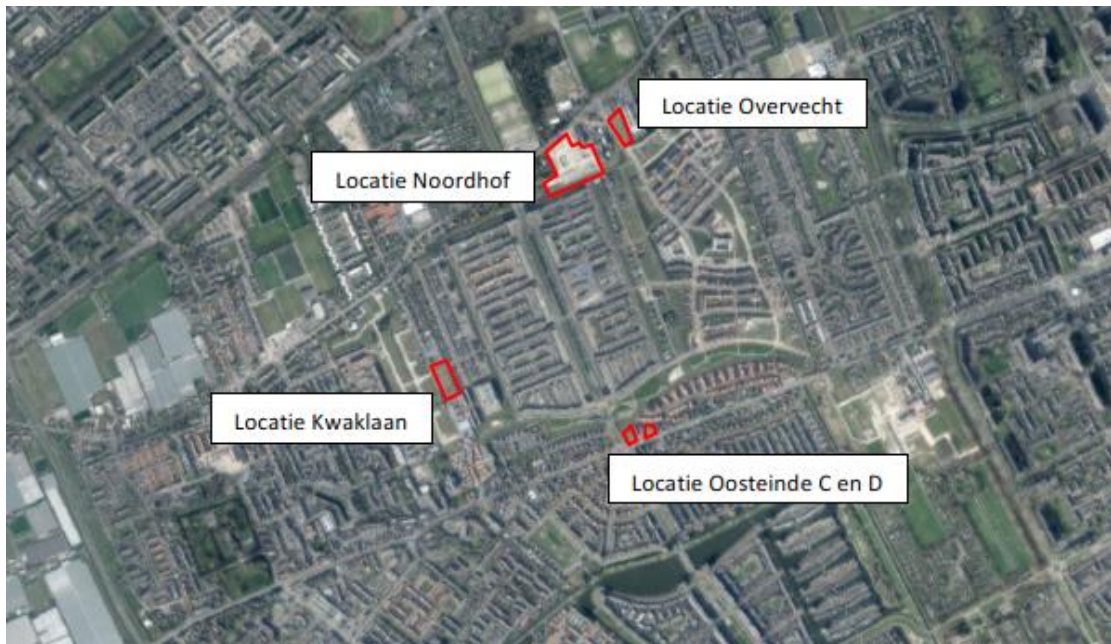 Locatie Overvecht
Locatie Noordhof
Locatie Kwaklaan
Locatie Oosteinde C en D